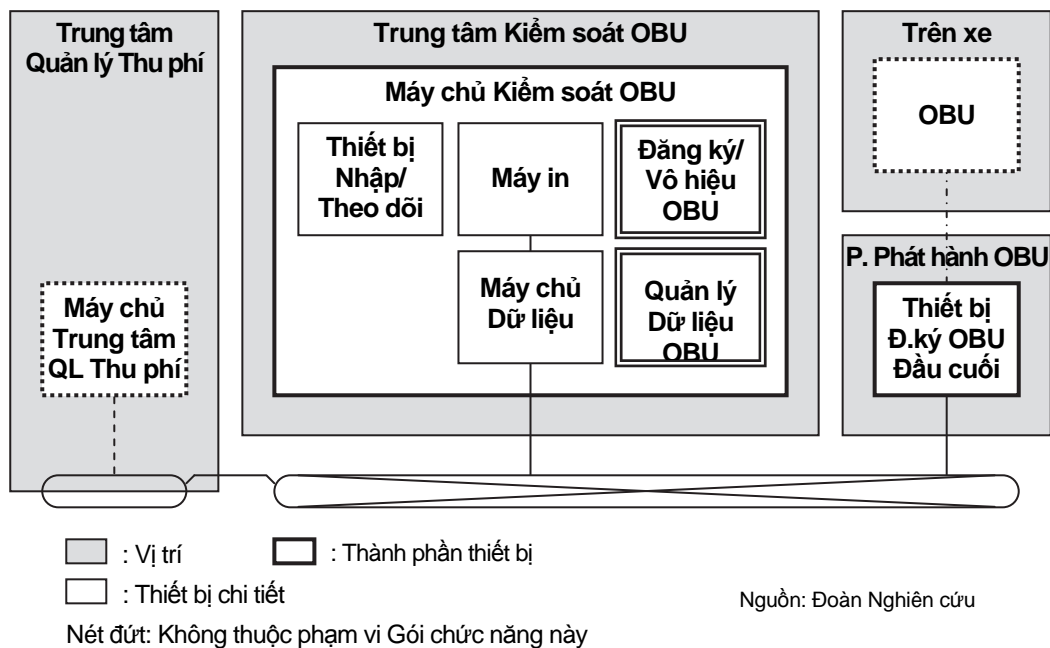 Trung tâm
Quản lý Thu phí
Máy chủ
Trung tâm
QL Thu phí
Trung tâm Kiểm soát OBU
Máy chủ Kiểm soát OBU
Thiết bị
Nhập/
Theo dõi
Máy in
Đăng ký/
Vô hiệu
OBU
Máy chủ
Dữ liệu
Quản lý
Dữ liệu
OBU
Trên xe
OBU
P. Phát hành OBU
Thiết bị
Đ.ký OBU
Đầu cuối
: Vị trí
: Thành phần thiết bị
: Thiết bị chi tiết
Nguồn: Đoàn Nghiên cứu
Nét đứt: Không thuộc phạm vi Gói chức năng này